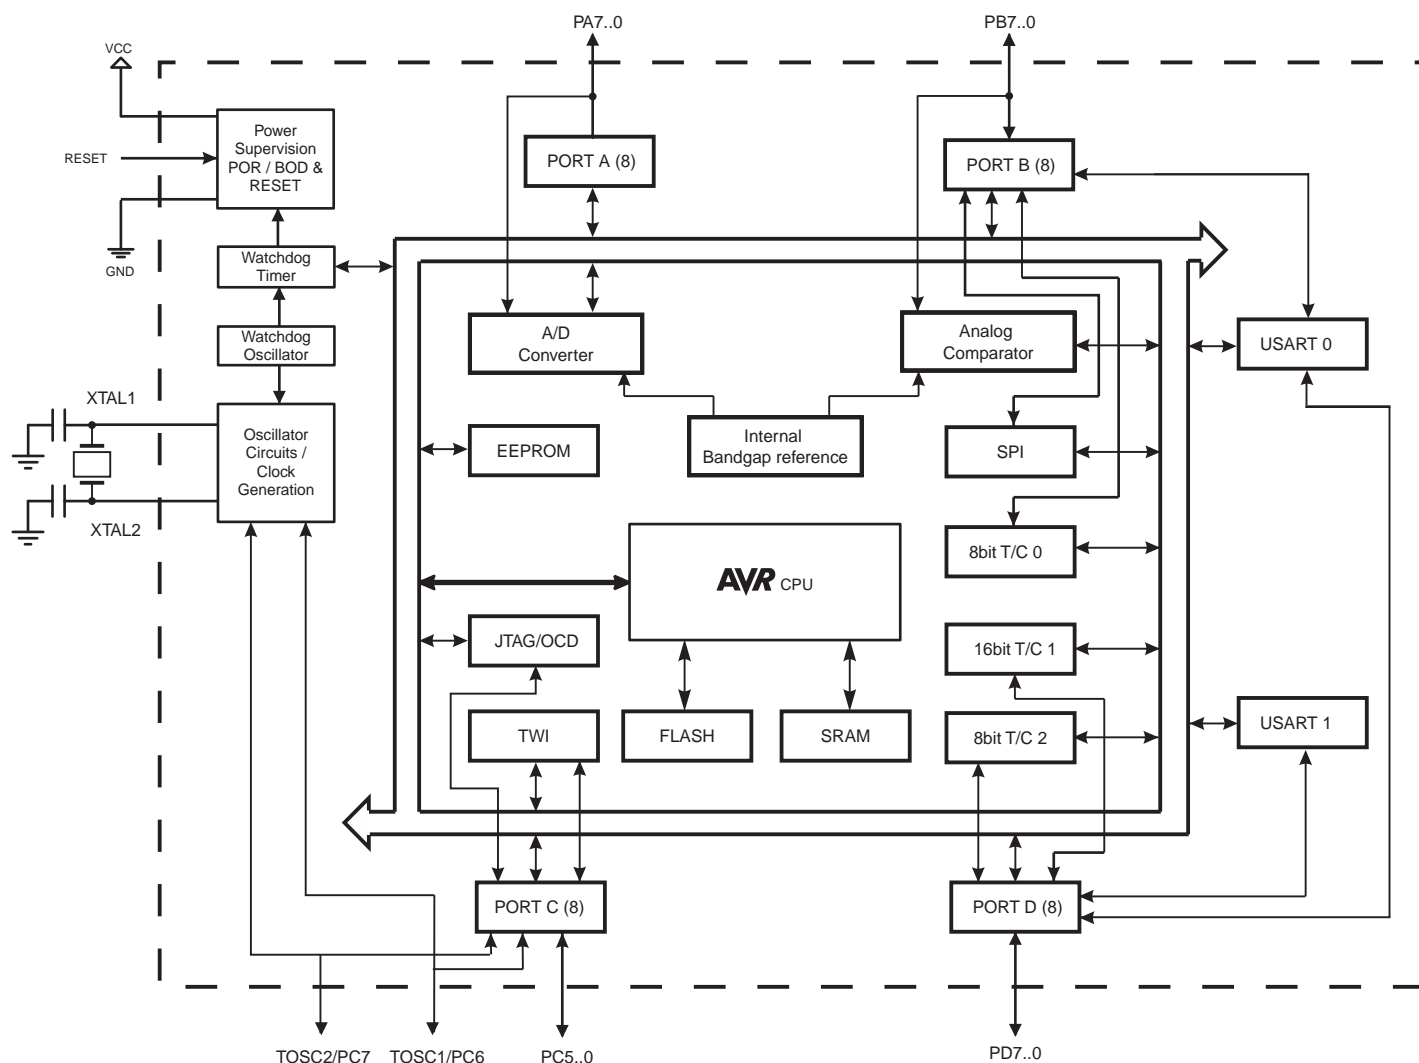 PA7..0
PB7..0
VCC
Power
Supervision
POR / BOD &
RESET
RESET
GND
PORT A (8)
PORT B (8)
Watchdog
Timer
Watchdog
Oscillator
A/D
Converter
Analog
Comparator
USART 0
XTAL1
XTAL2
Oscillator
Circuits /
Clock
Generation
EEPROM
Internal
Bandgap reference
SPI
8bit T/C 0
AVR CPU
JTAG/OCD
16bit T/C 1
TWI
FLASH
SRAM
8bit T/C 2
USART 1
PORT C (8)
PORT D (8)
TOSC2/PC7
TOSC1/PC6
PC5..0
PD7..0